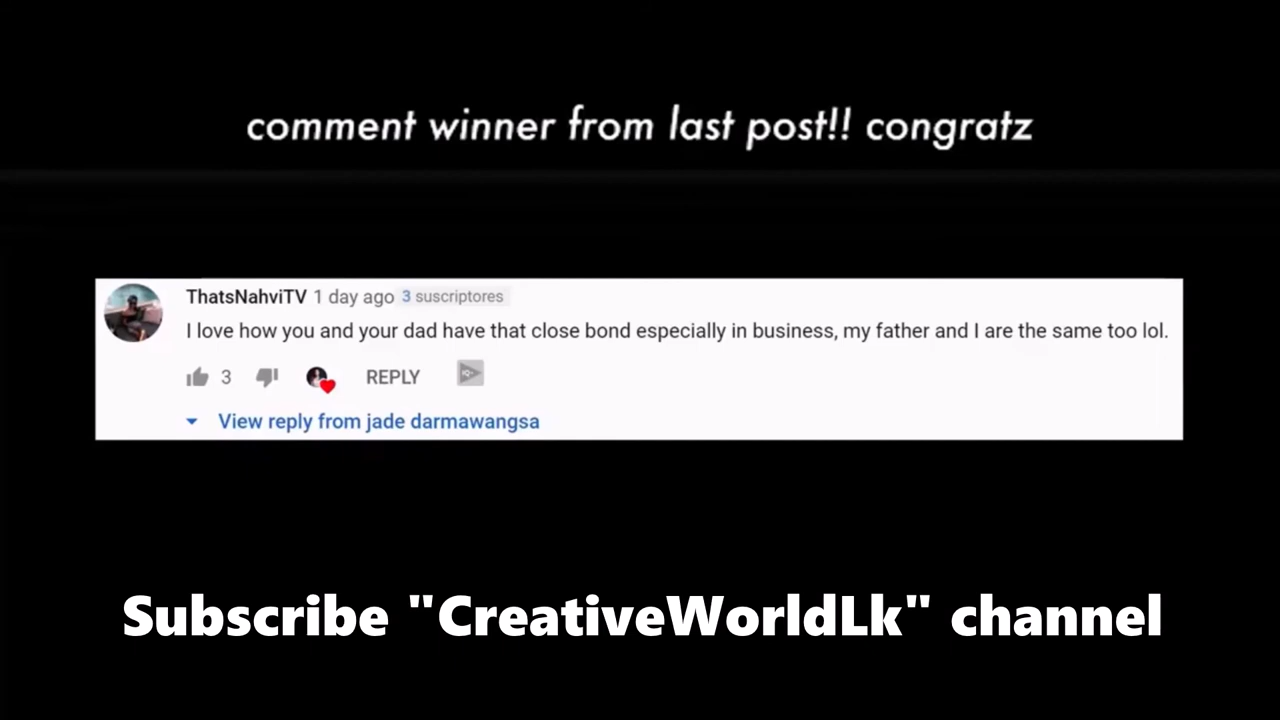 comment winner from last post!! congratz
ThatsNahviTV 1 day ago 3 suscriptores
I love how you and your dad have that close bond especially in business, my father and I are the same too lol.
3 REPLY
View reply from jade darmawangsa
Subscribe "CreativeWorldLk" channel